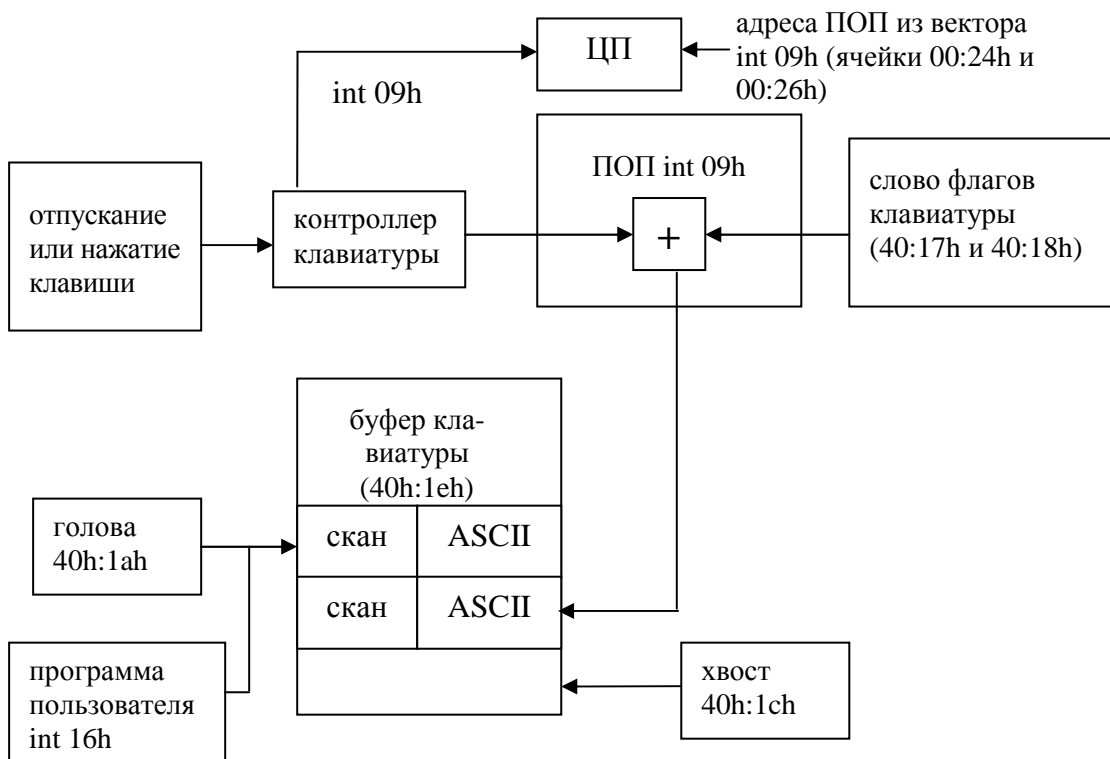 ЦП
адреса ПОП из вектора
int 09h (ячейки 00:24h и
00:26h)
int 09h
отпускание
или нажатие
клавиши
контроллер
клавиатуры
ПОП int 09h
+
слово флагов
клавиатуры
(40:17h и 40:18h)
буфер кла-
виатуры
(40h:1eh)
голова
40h:1ah
скан
ASCII
скан
ASCII
программа
пользователя
int 16h
хвост
40h:1ch